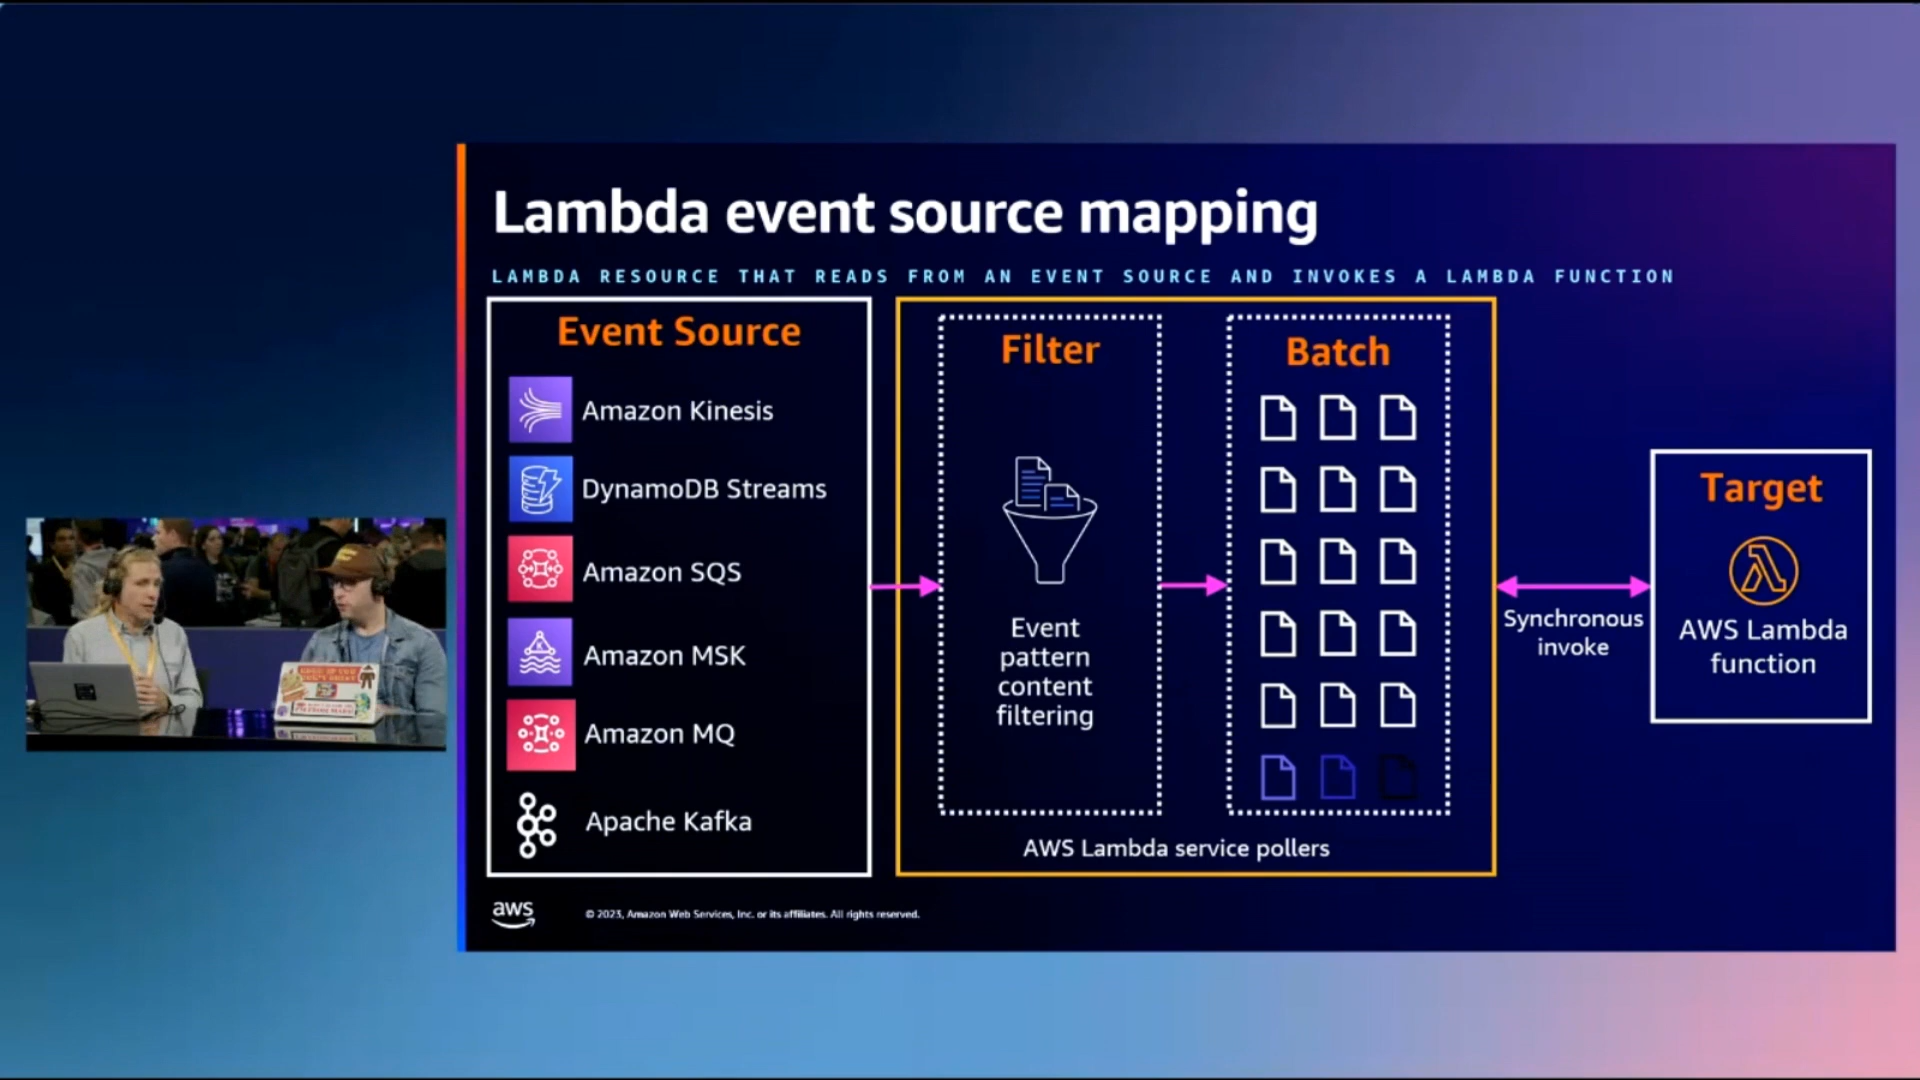 Lambda event source mapping
LAMBDA RESOURCE THAT READS FROM AN EVENT SOURCE AND INVOKES A LAMBDA FUNCTION
Event Source
Amazon Kinesis
DynamoDB Streams
Amazon SQS
Amazon MSK
Amazon MQ
Apache Kafka
Filter
Event
pattern
content
filtering
Batch
AWS Lambda service pollers
Synchronous
invoke
Target
AWS Lambda
function
aws
© 2023, Amazon Web Services, Inc. or its affiliates. All rights reserved.